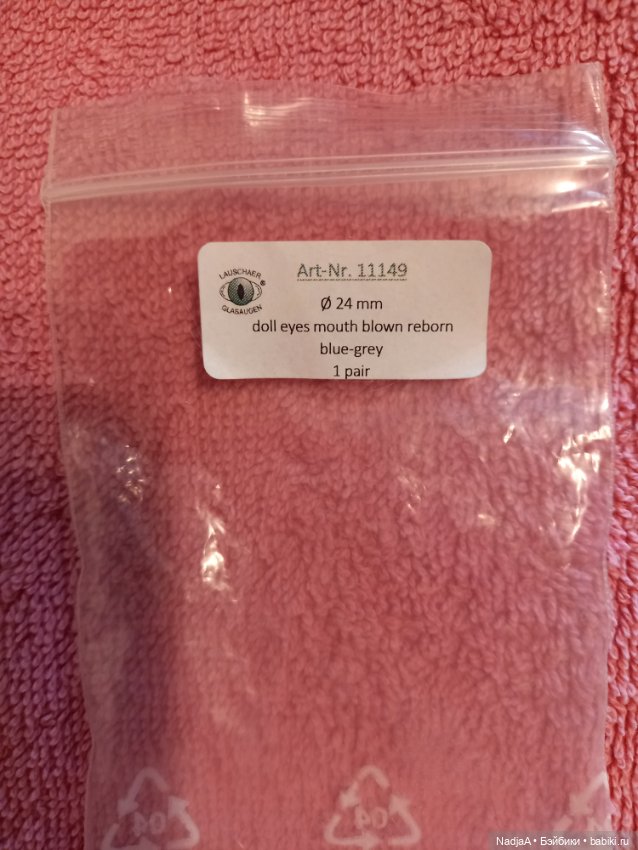 LAUSCHAER
GLASAUGEN
®
Art-Nr. 11149
Ø 24 mm
doll eyes mouth blown reborn
blue-grey
1 pair
04
04
NadjaA • Бэйбики • babiki.ru